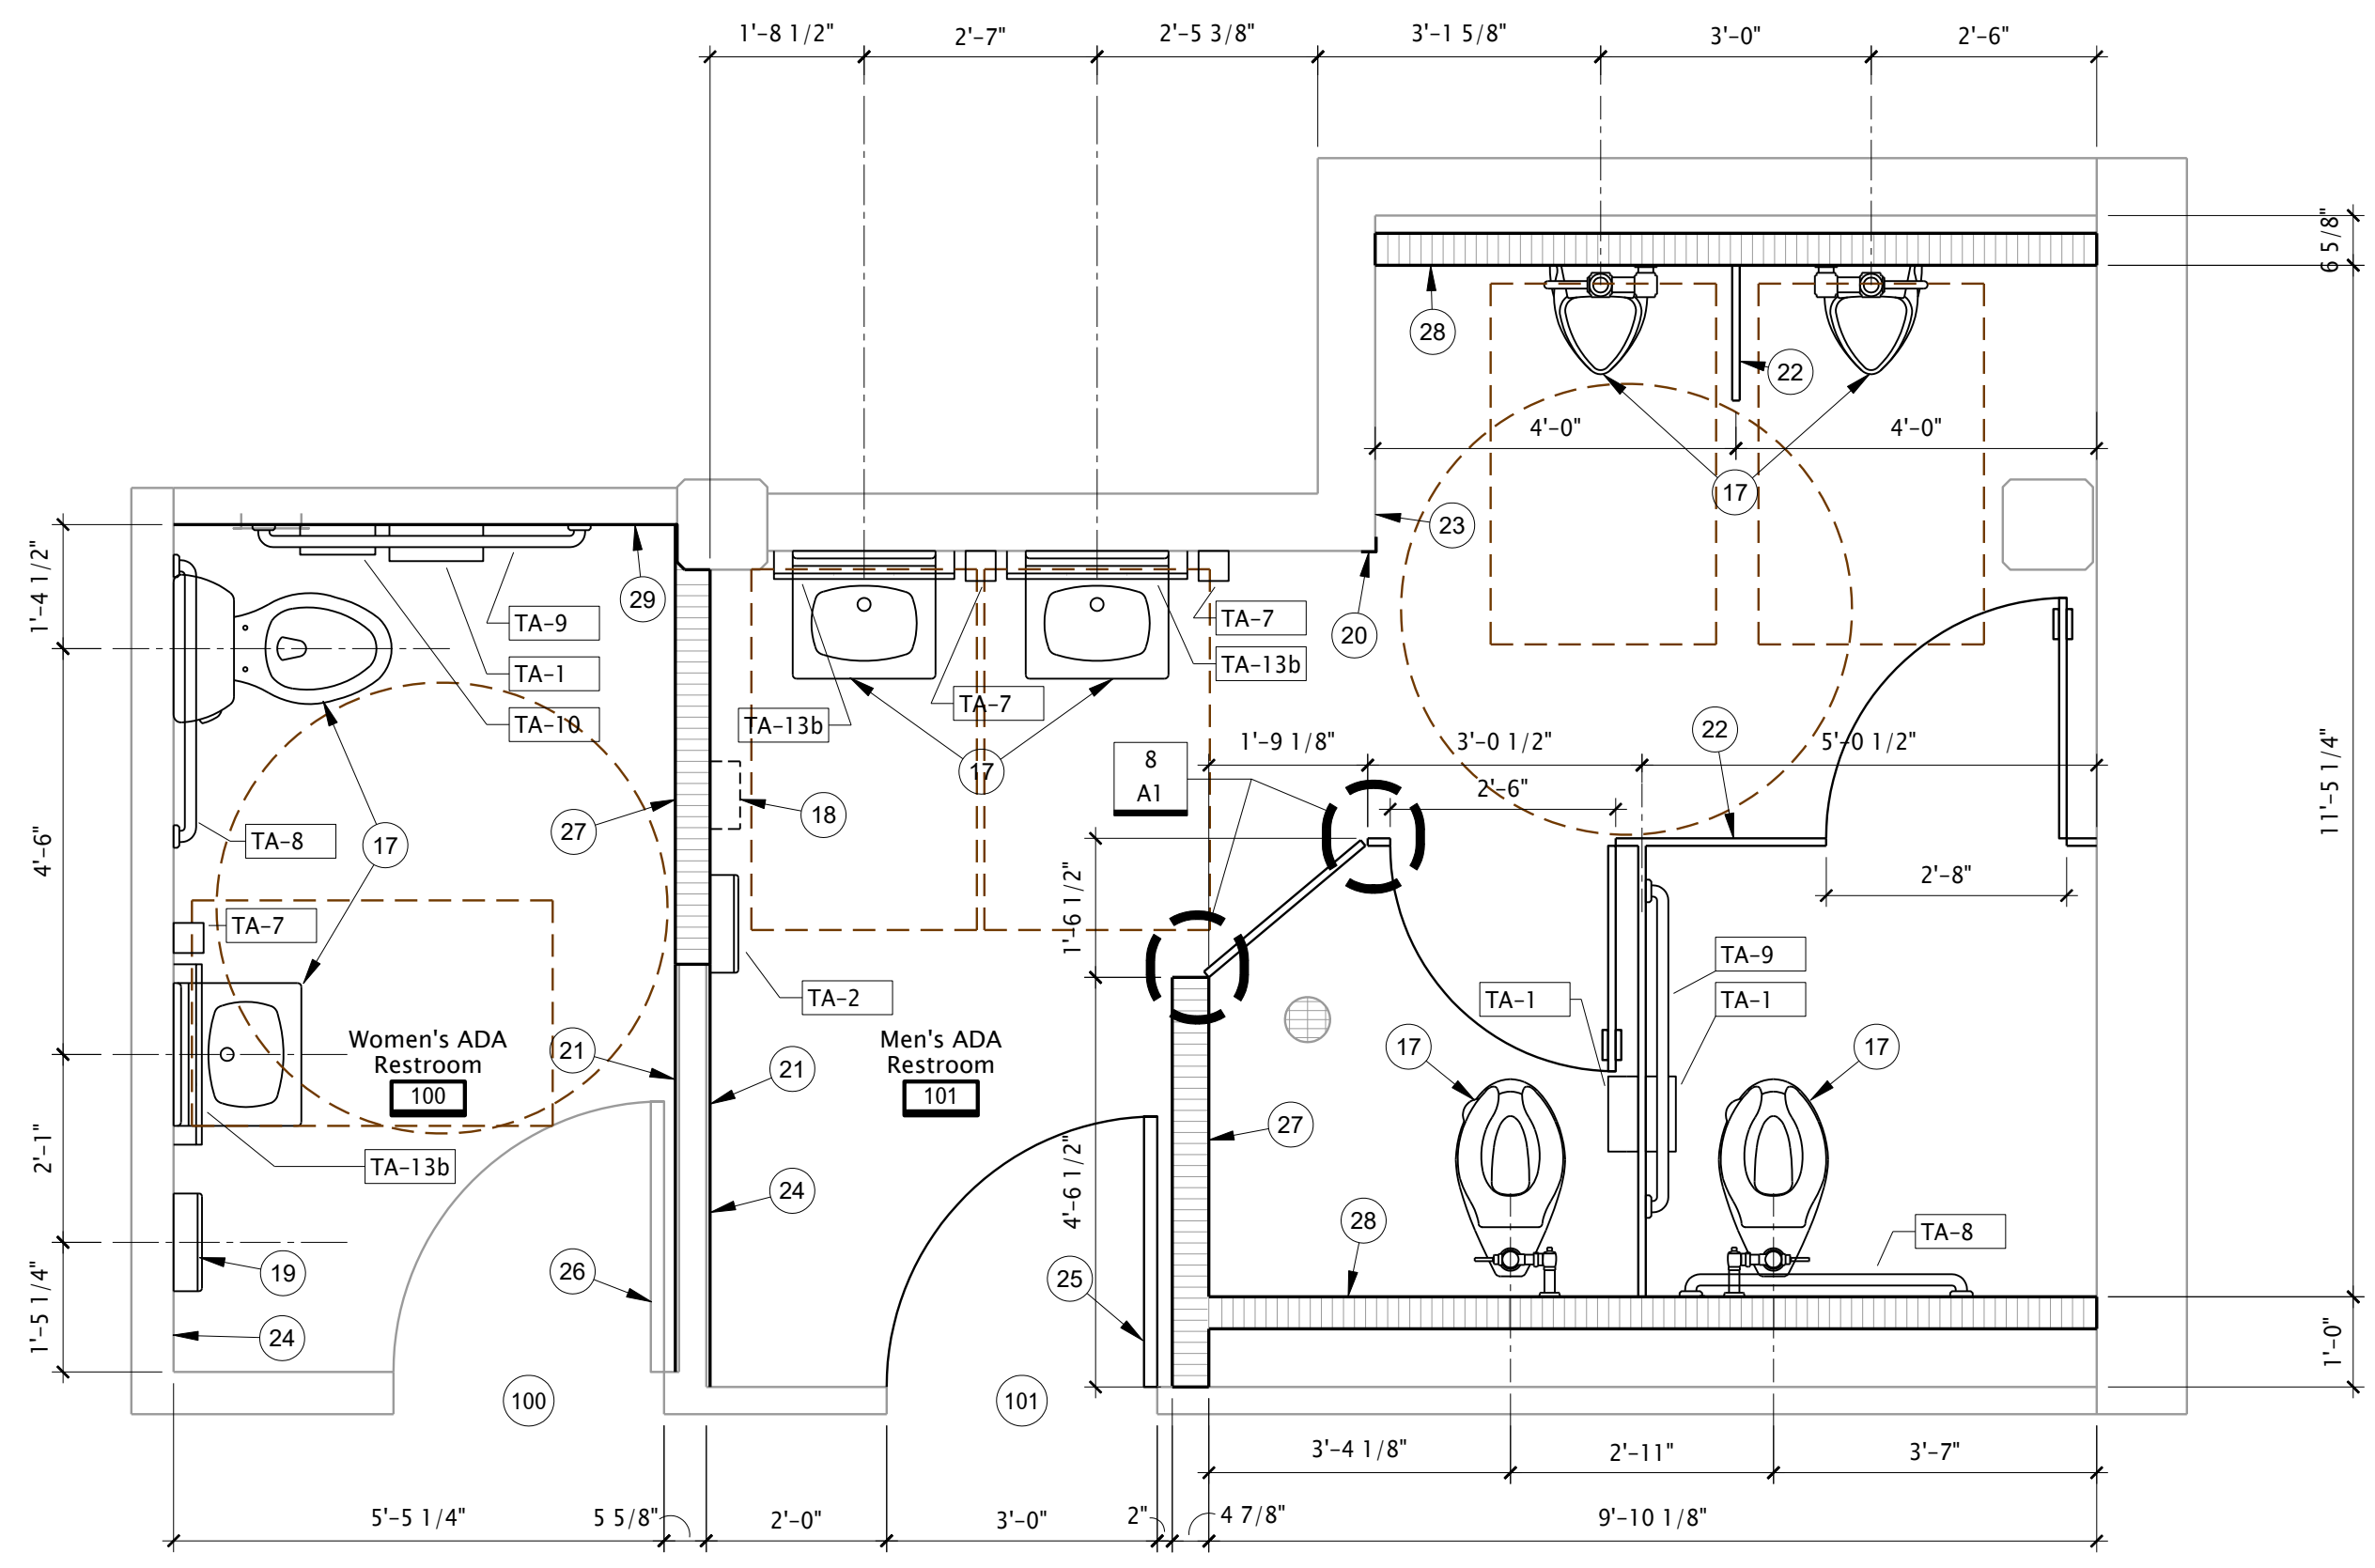 1'-8 1/2" 2'-7" 2'-5 3/8" 3'-1 5/8" 3'-0" 2'-6"
6 5/8"
28
22
4'-0" 4'-0"
17
23
1'-4 1/2"
29
TA-9
TA-7
20
TA-1
TA-13b
TA-10
TA-13b
TA-7
17
22
8
A1
1'-9 1/8" 3'-0 1/2" 5'-0 1/2"
2'-6"
11'-5 1/4"
18
27
TA-8
17
4'-6"
2'-8"
1'-6 1/2"
TA-7
TA-9
TA-2
TA-1
TA-1
Women's ADA
Restroom
100
21
Men's ADA
Restroom
101
21
17
17
27
2'-1"
TA-13b
24
4'-6 1/2"
28
TA-8
19
26
25
24
1'-5 1/4"
1'-0"
100
101
3'-4 1/8" 2'-11" 3'-7"
5'-5 1/4" 5 5/8" 2'-0" 3'-0" 2" 4 7/8" 9'-10 1/8"